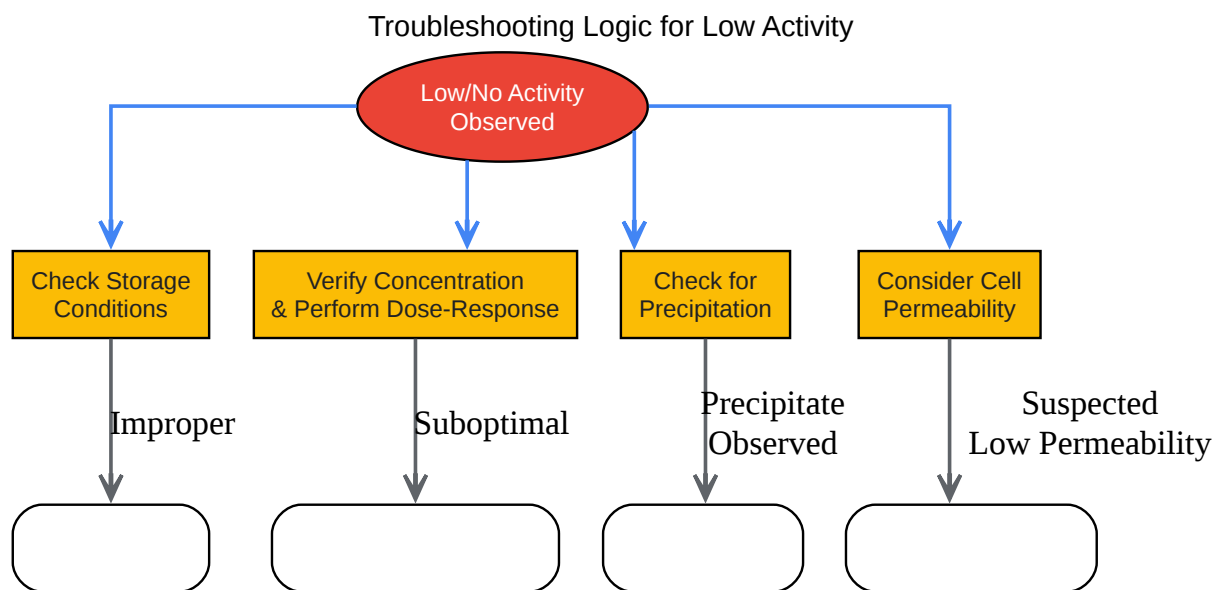 Troubleshooting Logic for Low Activity
Low/No Activity
Observed
Check Storage
Conditions
Verify Concentration
& Perform Dose-Response
Check for
Precipitation
Consider Cell
Permeability
Improper
Suboptimal
Precipitate
Observed
Suspected
Low Permeability